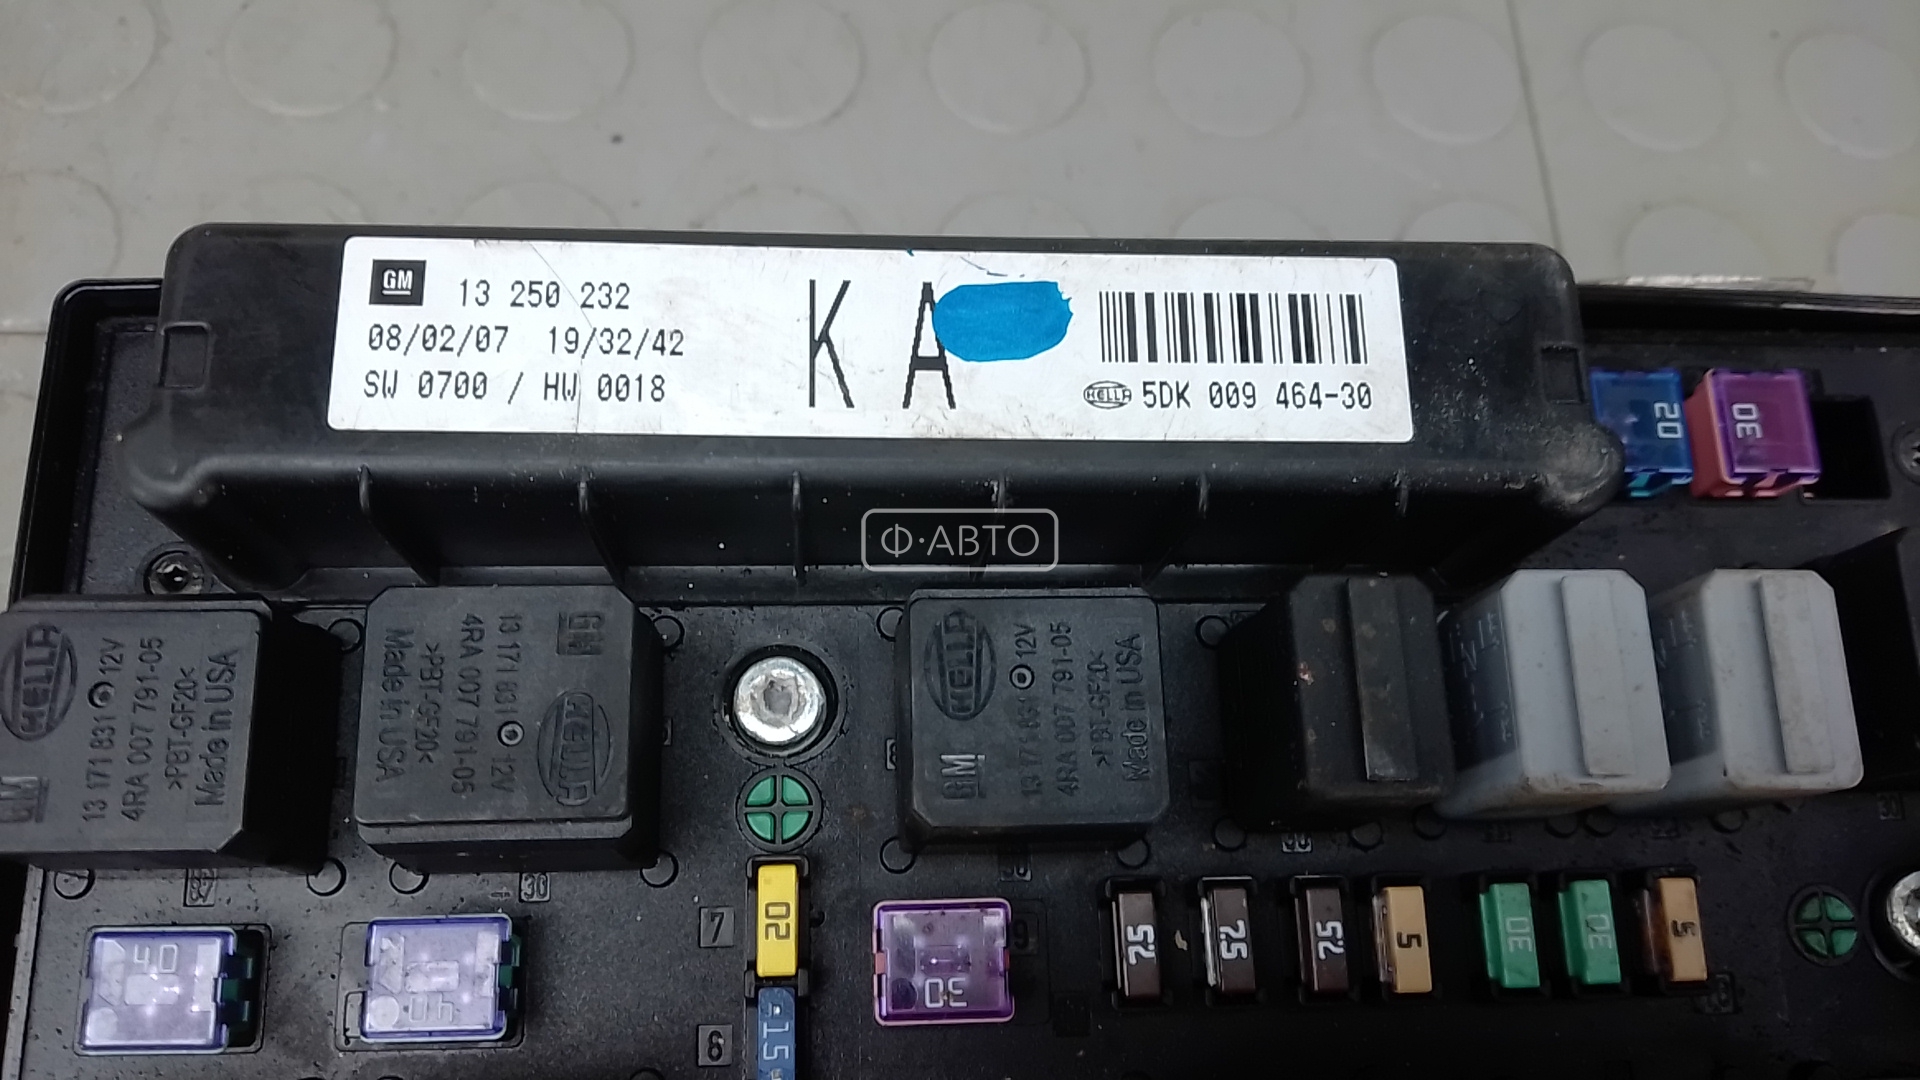 GM 13 250 232
08/02/07 19/32/42
SW 0700 / HW 0018
K A
HELLA 5DK 009 464-30
20
30
Ф·АВТО
HELLA
GM
13 171 831 12V
4RA 007 791-05
>PBT-GF20<
Made in USA
GM
HELLA
13 171 831 12V
4RA 007 791-05
>PBT-GF20<
Made in USA
HELLA
GM
13 171 831 12V
4RA 007 791-05
>PBT-GF20<
Made in USA
30
7
20
9
7.5
7.5
7.5
5
30
30
5
40
40
30
6
15